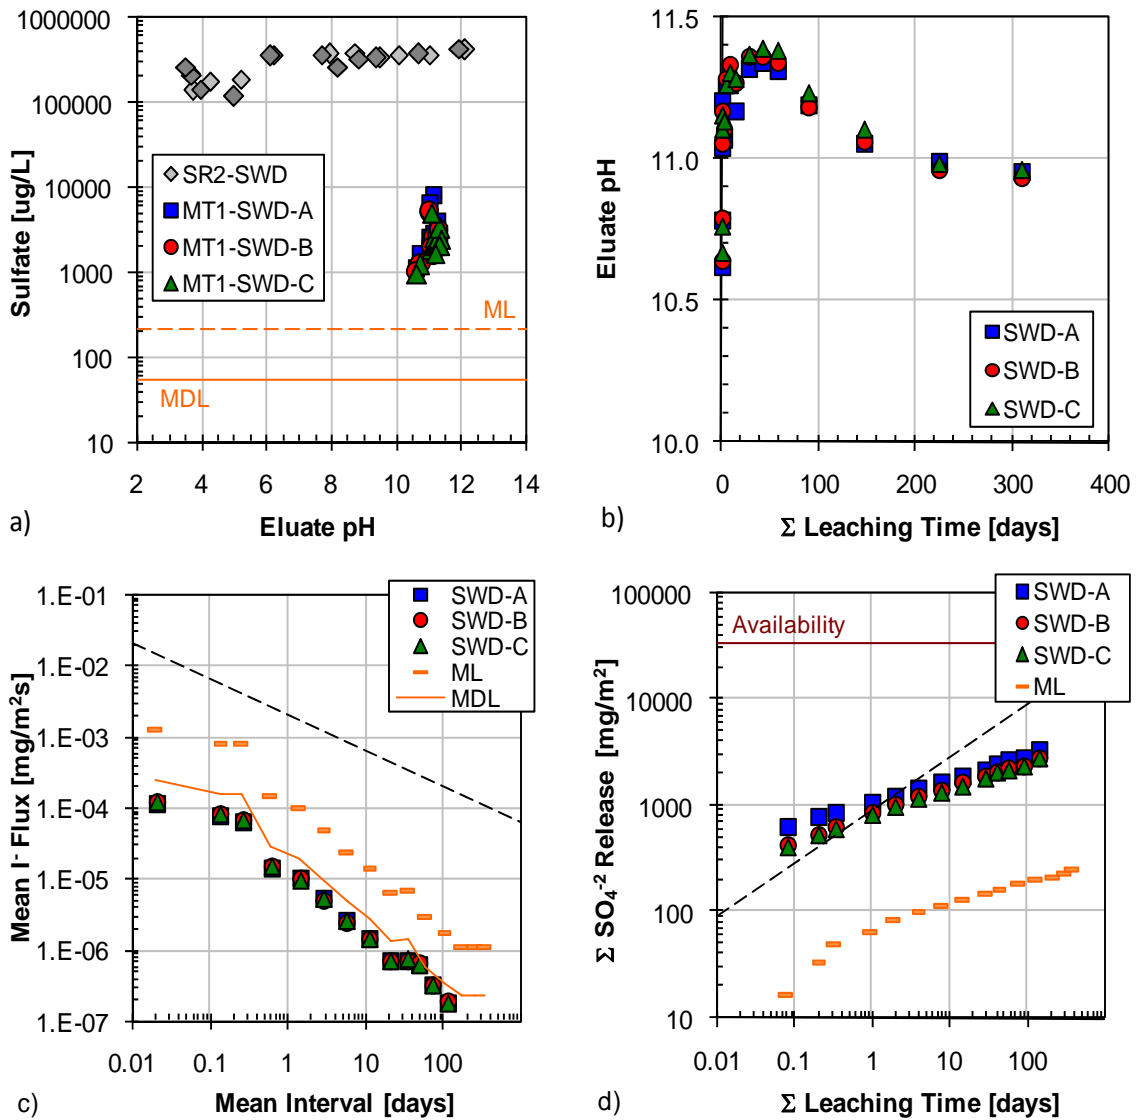 1000000
100000
10000
1000
100
10
Sulfate [ug/L]
SR2-SWD
MT1-SWD-A
MT1-SWD-B
MT1-SWD-C
ML
MDL
2 4 6 8 10 12 14
Eluate pH
a)
11.5
11.0
10.5
10.0
Eluate pH
SWD-A
SWD-B
SWD-C
0 100 200 300 400
Σ Leaching Time [days]
b)
1.E-01
1.E-02
1.E-03
1.E-04
1.E-05
1.E-06
1.E-07
Mean I⁻ Flux [mg/m²s]
SWD-A
SWD-B
SWD-C
ML
MDL
0.01 0.1 1 10 100
Mean Interval [days]
c)
100000
10000
1000
100
10
Σ SO₄⁻² Release [mg/m²]
SWD-A
SWD-B
SWD-C
ML
Availability
0.01 0.1 1 10 100
Σ Leaching Time [days]
d)